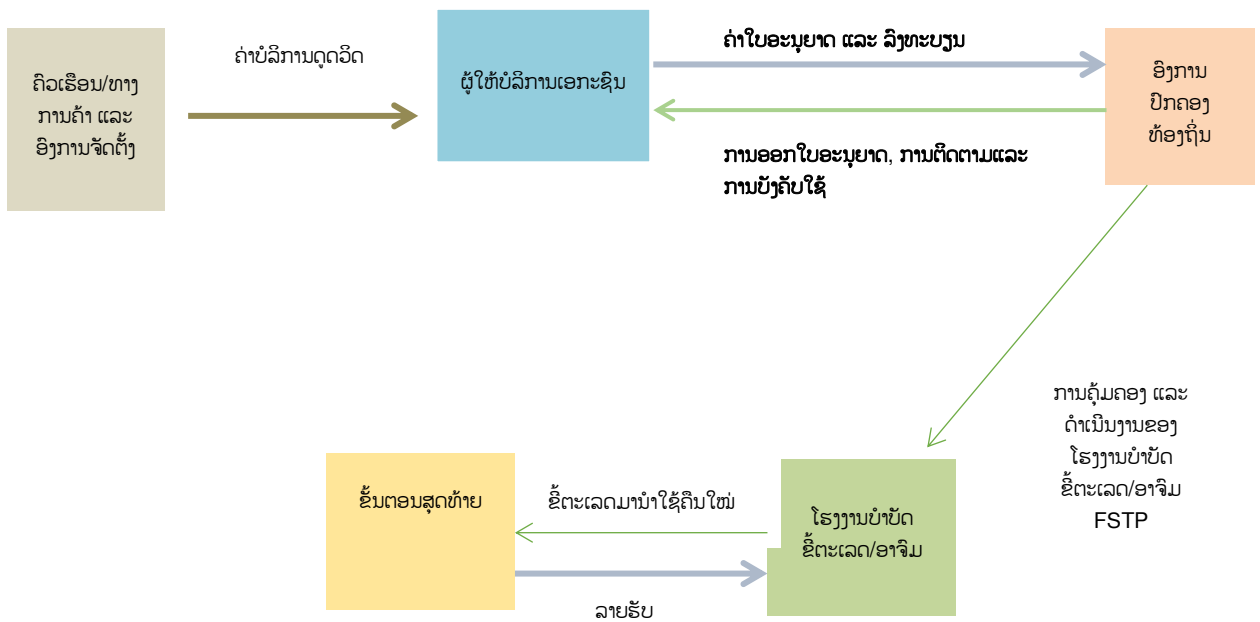 ຄົວເຮືອນ/ທາງ
ການຄ້າ ແລະ
ອົງການຈັດຕັ້ງ
ຄ່າບໍລິການດູດວິດ
ຜູ້ໃຫ້ບໍລິການເອກະຊົນ
ຄ່າໃບອະນຸຍາດ ແລະ ລົງທະບຽນ
ການອອກໃບອະນຸຍາດ, ການຕິດຕາມແລະ
ການບັງຄັບໃຊ້
ອົງການ
ປົກຄອງ
ທ້ອງຖິ່ນ
ການຄຸ້ມຄອງ ແລະ
ດຳເນີນງານຂອງ
ໂຮງງານບຳບັດ
ຂີ້ຕະເລດ/ອາຈົມ
FSTP
ຂັ້ນຕອນສຸດທ້າຍ
ຂີ້ຕະເລດມານຳໃຊ້ຄືນໃໝ່
ໂຮງງານບຳບັດ
ຂີ້ຕະເລດ/ອາຈົມ
ລາຍຮັບ